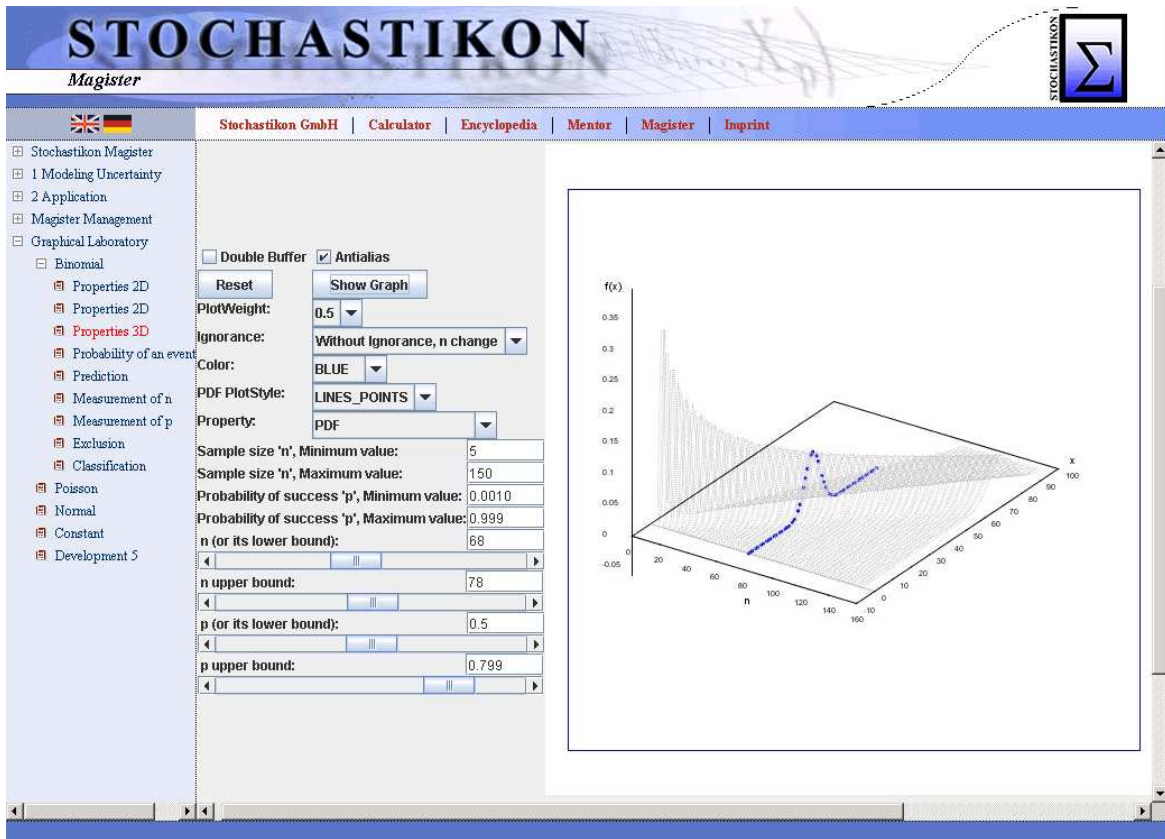 STOCHASTIKON
Magister
STOCHASTIKON
Σ
Stochastikon GmbH | Calculator | Encyclopedia | Mentor | Magister | Imprint
Stochastikon Magister
1 Modeling Uncertainty
2 Application
Magister Management
Graphical Laboratory
Binomial
Properties 2D
Properties 2D
Properties 3D
Probability of an event
Prediction
Measurement of n
Measurement of p
Exclusion
Classification
Poisson
Normal
Constant
Development 5
Double Buffer Antialias
Reset Show Graph
PlotWeight: 0.5
Ignorance: Without Ignorance, n change
Color: BLUE
PDF PlotStyle: LINES_POINTS
Property: PDF
Sample size 'n', Minimum value: 5
Sample size 'n', Maximum value: 150
Probability of success 'p', Minimum value: 0.0010
Probability of success 'p', Maximum value: 0.999
n (or its lower bound): 68
n upper bound: 78
p (or its lower bound): 0.5
p upper bound: 0.799
f(x)
0.35
0.3
0.25
0.2
0.15
0.1
0.05
0
-0.05
0 20 40 60 80 100 120 140 160
n
-10 0 10 20 30 40 50 60 70 80 90 100
x